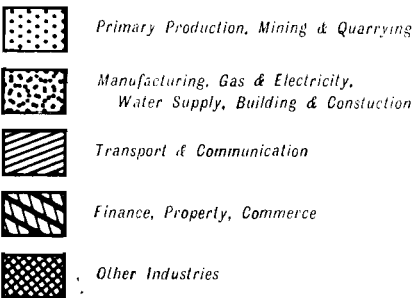 Primary Production, Mining & Quarrying
Manufacturing, Gas & Electricity,
Water Supply, Building & Constuction
Transport & Communication
Finance, Property, Commerce
Other Industries